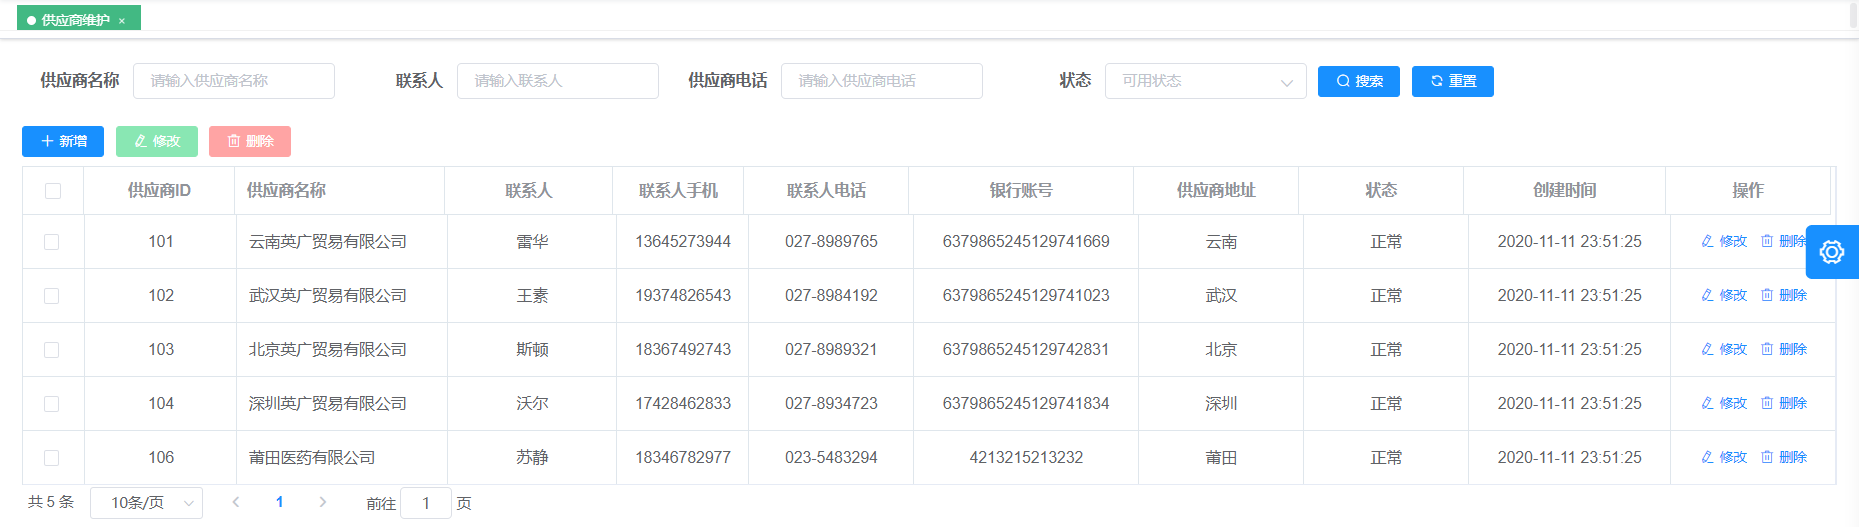 供应商维护 ×
供应商名称 请输入供应商名称 联系人 请输入联系人 供应商电话 请输入供应商电话 状态 可用状态 搜索 重置
新增 修改 删除
供应商ID 供应商名称 联系人 联系人手机 联系人电话 银行账号 供应商地址 状态 创建时间 操作
101 云南英广贸易有限公司 雷华 13645273944 027-8989765 6379865245129741669 云南 正常 2020-11-11 23:51:25 修改 删除
102 武汉英广贸易有限公司 王素 19374826543 027-8984192 6379865245129741023 武汉 正常 2020-11-11 23:51:25 修改 删除
103 北京英广贸易有限公司 斯顿 18367492743 027-8989321 6379865245129742831 北京 正常 2020-11-11 23:51:25 修改 删除
104 深圳英广贸易有限公司 沃尔 17428462833 027-8934723 6379865245129741834 深圳 正常 2020-11-11 23:51:25 修改 删除
106 莆田医药有限公司 苏静 18346782977 023-5483294 4213215213232 莆田 正常 2020-11-11 23:51:25 修改 删除
共 5 条 10条/页 1 前往 1 页